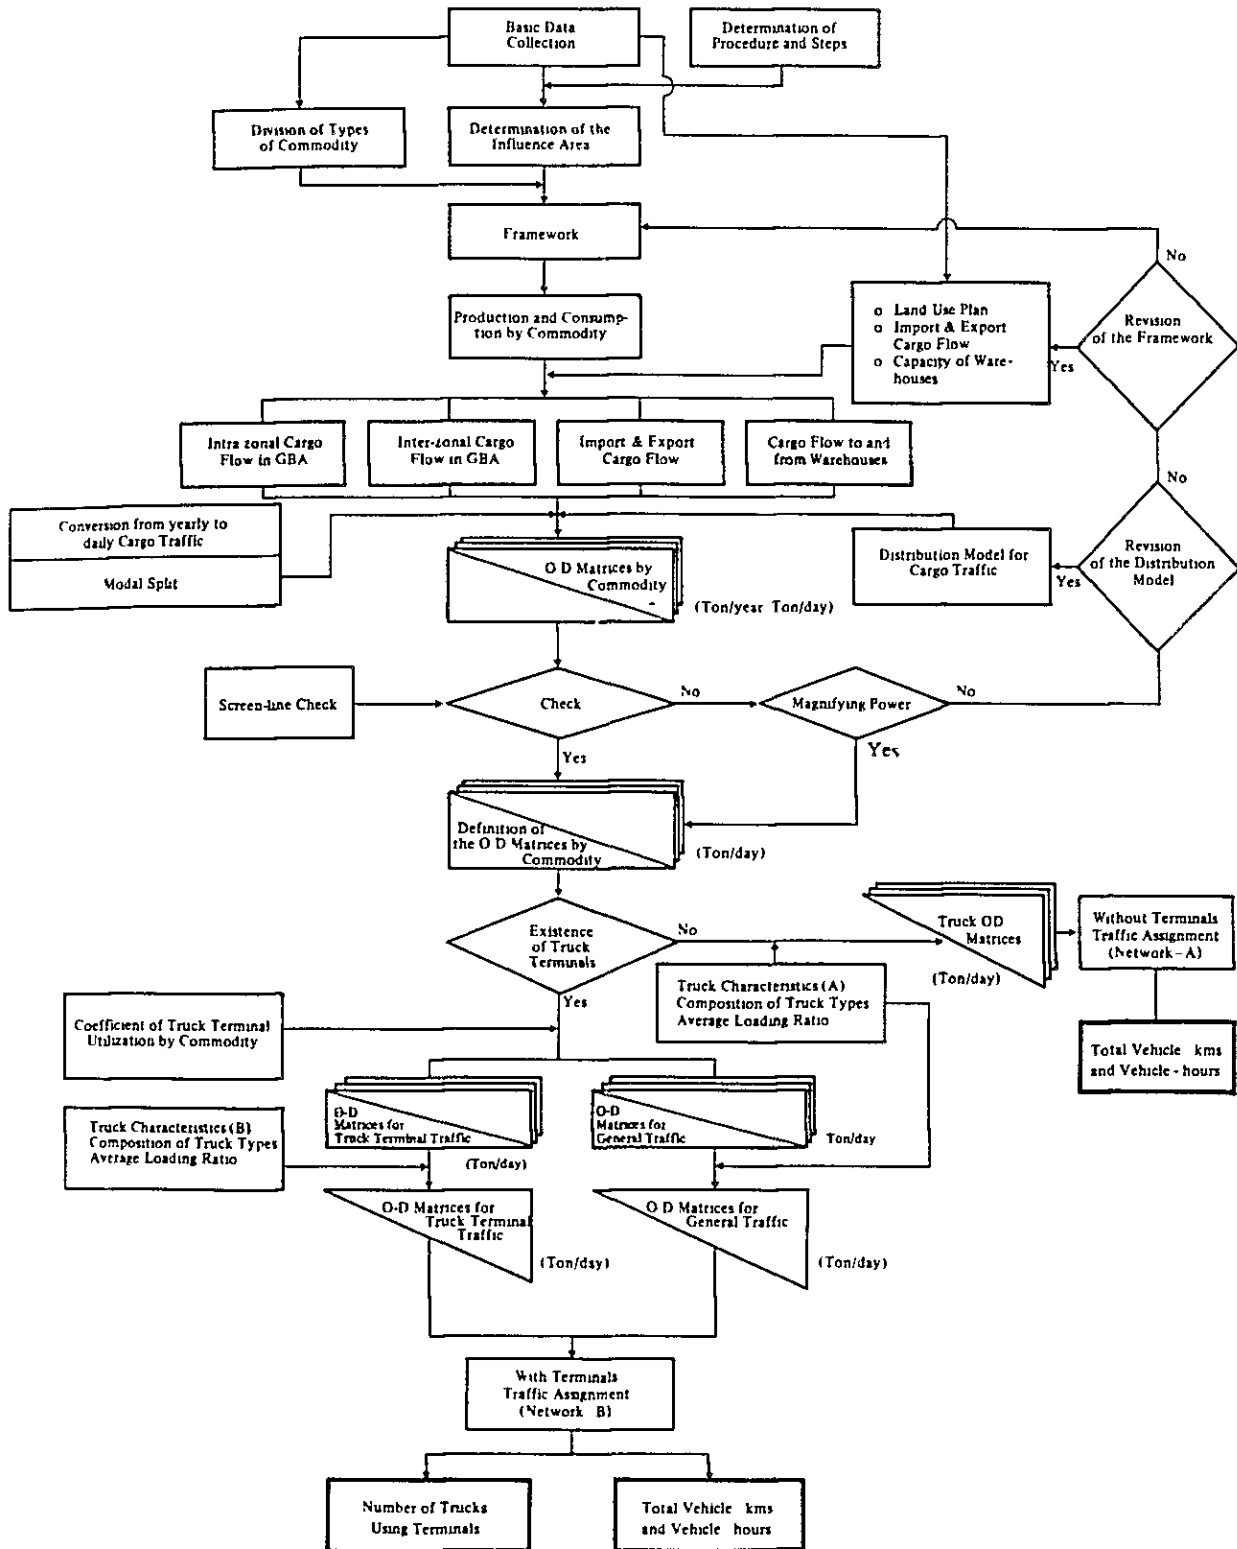 Basic Data
Collection
Determination of
Procedure and Steps
Division of Types
of Commodity
Determination of the
Influence Area
Framework
No
Production and Consump-
tion by Commodity
o Land Use Plan
o Import & Export
Cargo Flow
o Capacity of Ware-
houses
Revision
of the Framework
Yes
Intra zonal Cargo
Flow in GBA
Inter-zonal Cargo
Flow in GBA
Import & Export
Cargo Flow
Cargo Flow to and
from Warehouses
No
Conversion from yearly to
daily Cargo Traffic
Modal Split
O D Matrices by
Commodity
(Ton/year Ton/day)
Distribution Model for
Cargo Traffic
Yes
Revision
of the Distribution
Model
Screen-line Check
Check
No
Magnifying Power
No
Yes
Yes
Definition of
the O D Matrices by
Commodity
(Ton/day)
Existence
of Truck
Terminals
No
Truck OD
Matrices
(Ton/day)
Without Terminals
Traffic Assignment
(Network-A)
Yes
Truck Characteristics (A)
Composition of Truck Types
Average Loading Ratio
Coefficient of Truck Terminal
Utilization by Commodity
Total Vehicle kms
and Vehicle-hours
Truck Characteristics (B)
Composition of Truck Types
Average Loading Ratio
O-D
Matrices for
Truck Terminal Traffic
(Ton/day)
O-D
Matrices for
General Traffic
Ton/day
O-D Matrices for
Truck Terminal
Traffic
(Ton/day)
O D Matrices for
General Traffic
(Ton/day)
With Terminals
Traffic Assignment
(Network B)
Number of Trucks
Using Terminals
Total Vehicle kms
and Vehicle hours